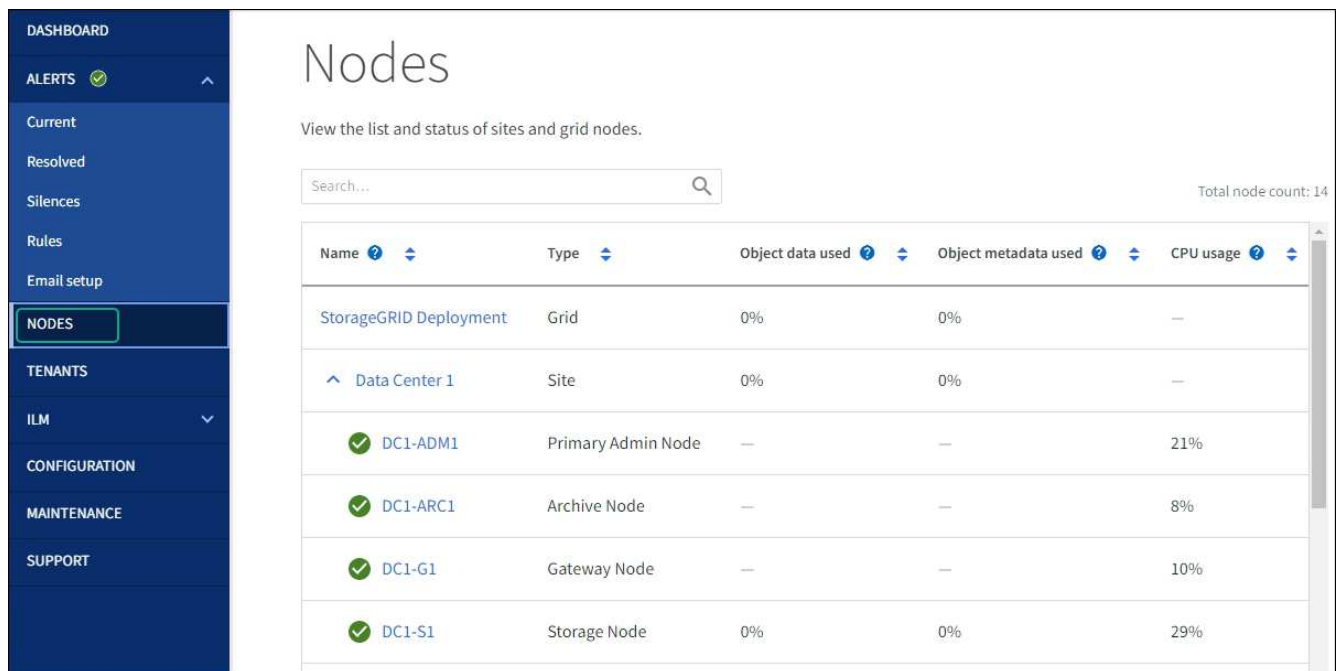 DASHBOARD
ALERTS
Current
Resolved
Silences
Rules
Email setup
NODES
TENANTS
ILM
CONFIGURATION
MAINTENANCE
SUPPORT
Nodes
View the list and status of sites and grid nodes.
Search...
Total node count: 14
Name ? Type Object data used ? Object metadata used ? CPU usage ?
StorageGRID Deployment Grid 0% 0% —
Data Center 1 Site 0% 0% —
DC1-ADM1 Primary Admin Node — — 21%
DC1-ARC1 Archive Node — — 8%
DC1-G1 Gateway Node — — 10%
DC1-S1 Storage Node 0% 0% 29%